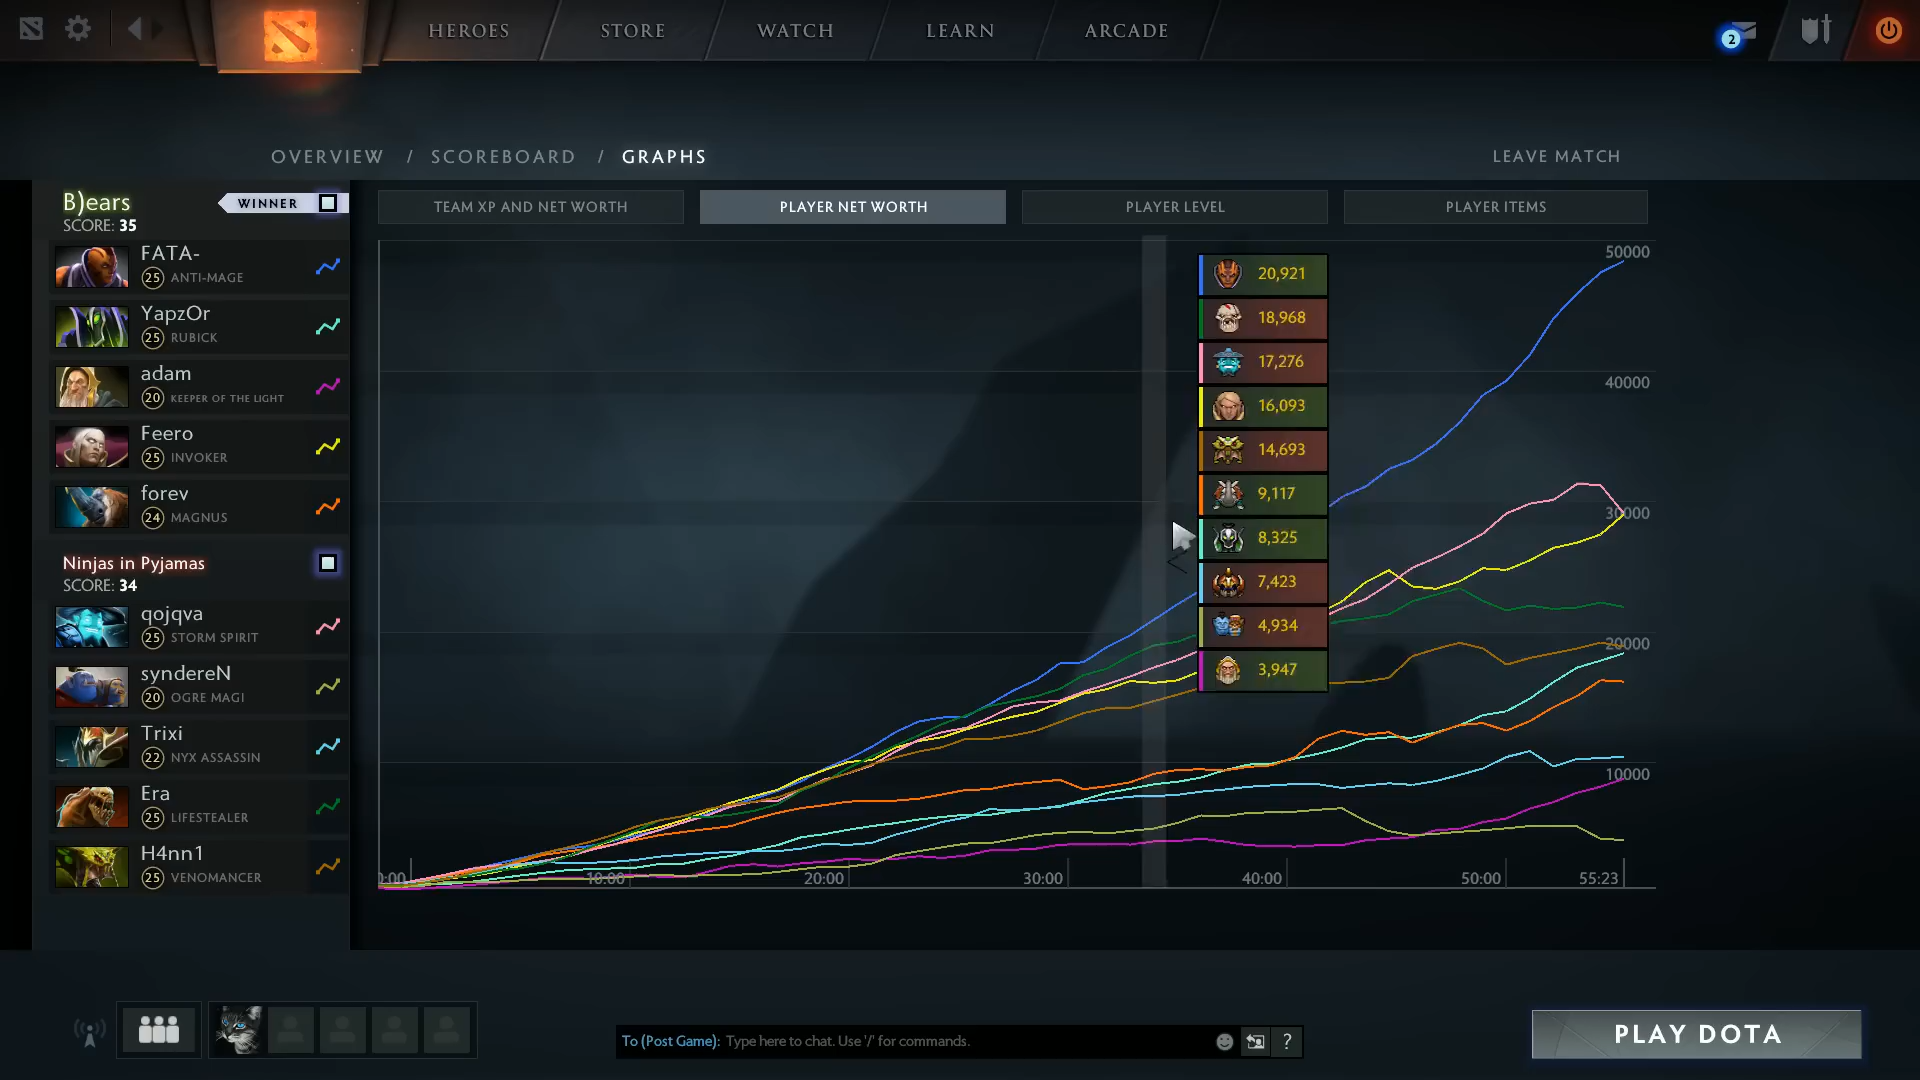 HEROES
STORE
WATCH
LEARN
ARCADE
2
OVERVIEW / SCOREBOARD / GRAPHS
LEAVE MATCH
B)ears
WINNER
SCORE: 35
FATA-
25 ANTI-MAGE
YapzOr
25 RUBICK
adam
20 KEEPER OF THE LIGHT
Feero
25 INVOKER
forev
24 MAGNUS
Ninjas in Pyjamas
SCORE: 34
qojqva
25 STORM SPIRIT
syndereN
20 OGRE MAGI
Trixi
22 NYX ASSASSIN
Era
25 LIFESTEALER
H4nn1
25 VENOMANCER
TEAM XP AND NET WORTH
PLAYER NET WORTH
PLAYER LEVEL
PLAYER ITEMS
50000
40000
30000
20000
10000
20,921
18,968
17,276
16,093
14,693
9,117
8,325
7,423
4,934
3,947
0:00
10:00
20:00
30:00
40:00
50:00
55:23
To (Post Game): Type here to chat. Use '/' for commands.
?
PLAY DOTA